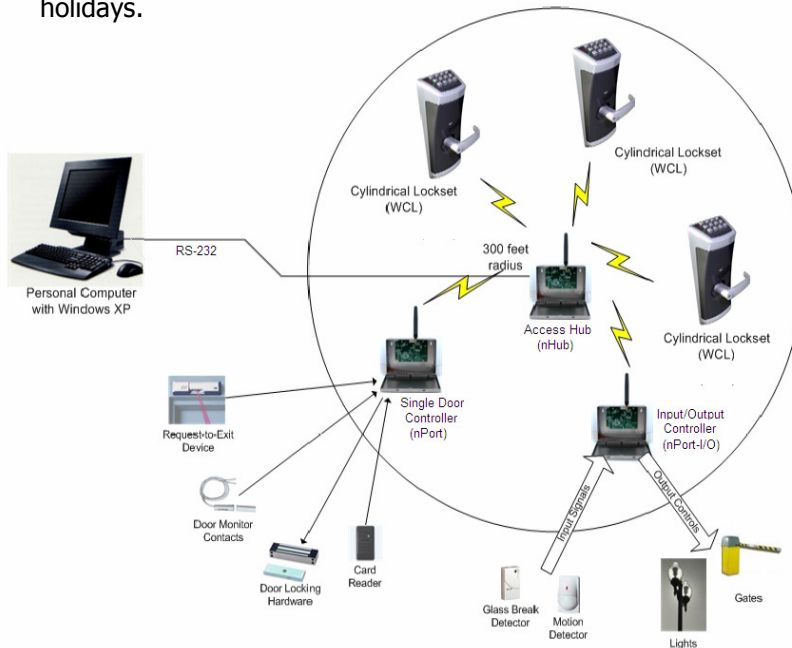 holidays.
Cylindrical Lockset
(WCL)
Cylindrical Lockset
(WCL)
RS-232
300 feet
radius
Personal Computer
with Windows XP
Access Hub
(nHub)
Cylindrical Lockset
(WCL)
Single Door
Controller
(nPort)
Input/Output
Controller
(nPort-I/O)
Request-to-Exit
Device
Input Signals
Output Controls
Door Monitor
Contacts
Door Locking
Hardware
Card
Reader
Glass Break
Detector
Motion
Detector
Lights
Gates